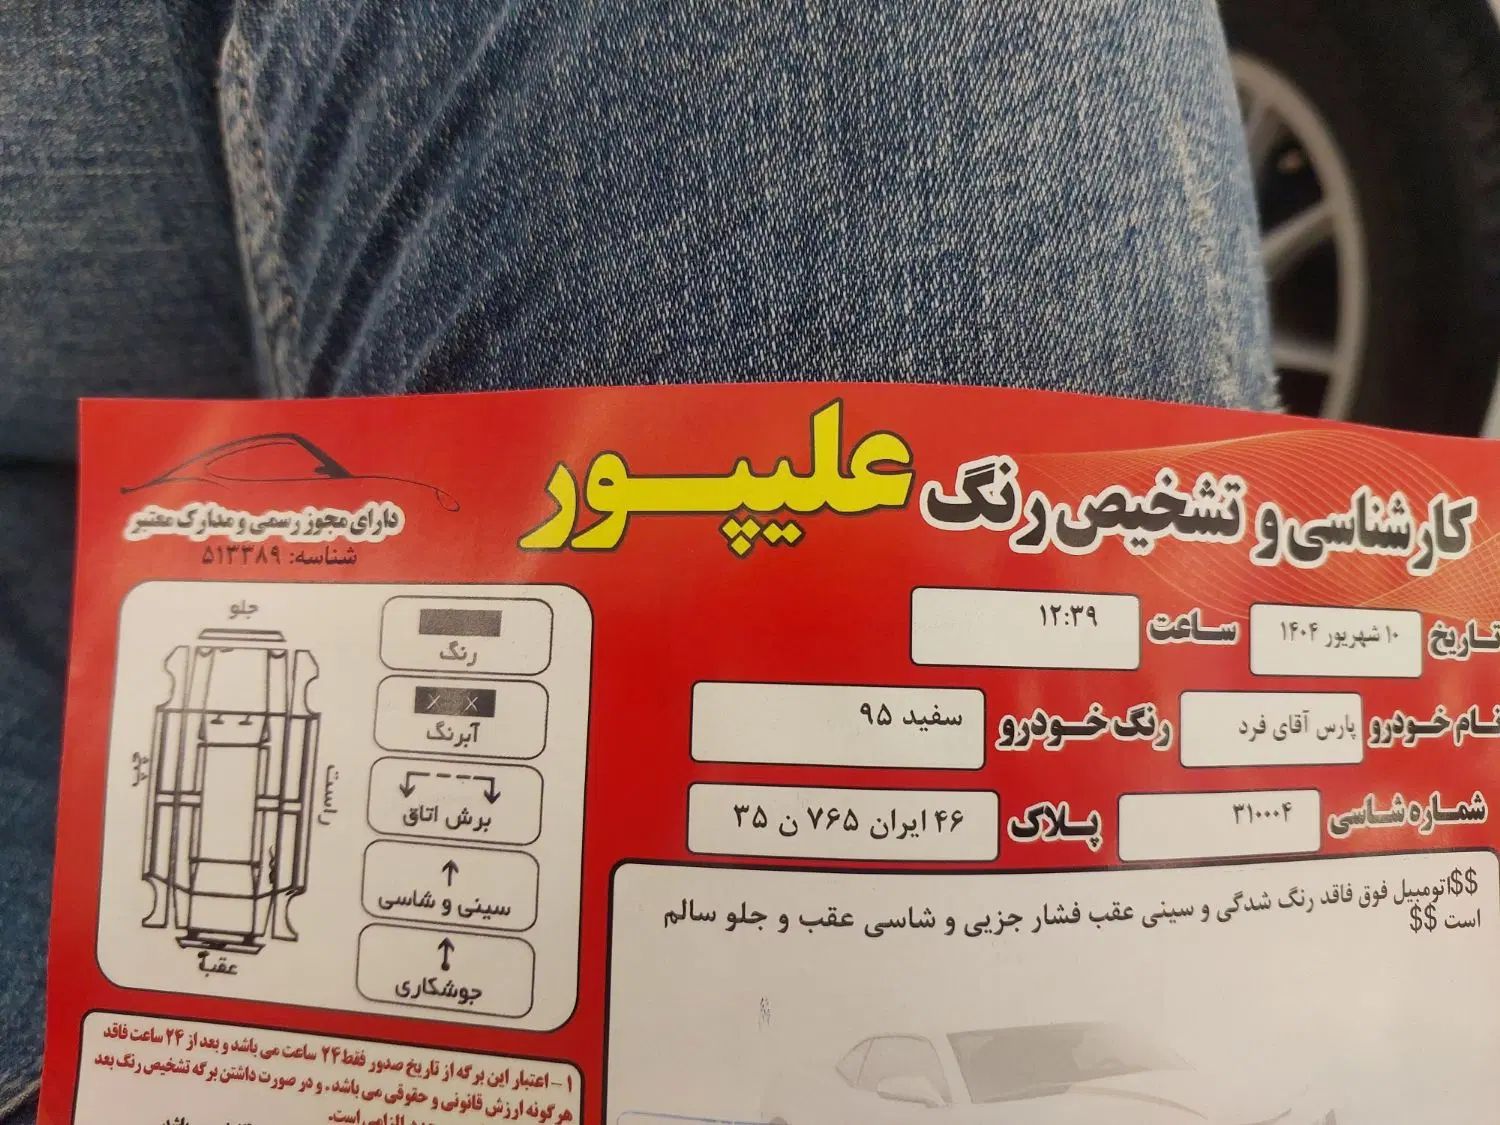 کارشناسی و تشخیص رنگ علیپور
دارای مجوز رسمی و مدارک معتبر
شناسه: ۵۱۳۳۸۹
تاریخ ۱۰ شهریور ۱۴۰۴ ساعت ۱۲:۳۹
نام خودرو پارس آقای فرد رنگ خودرو سفید ۹۵
شماره شاسی ۳۱۰۰۰۴ پلاک ۴۶ ایران ۷۶۵ ن ۳۵
$$اتومبیل فوق فاقد رنگ شدگی و سینی عقب فشار جزیی و شاسی عقب و جلو سالم
است $$
جلو
راست
چپ
عقب
رنگ
X X
آبرنگ
برش اتاق
سینی و شاسی
جوشکاری
۱- اعتبار این برگه از تاریخ صدور فقط ۲۴ ساعت می باشد و بعد از ۲۴ ساعت فاقد
هرگونه ارزش قانونی و حقوقی می باشد. و در صورت داشتن برگه تشخیص رنگ بعد
الزامی است.